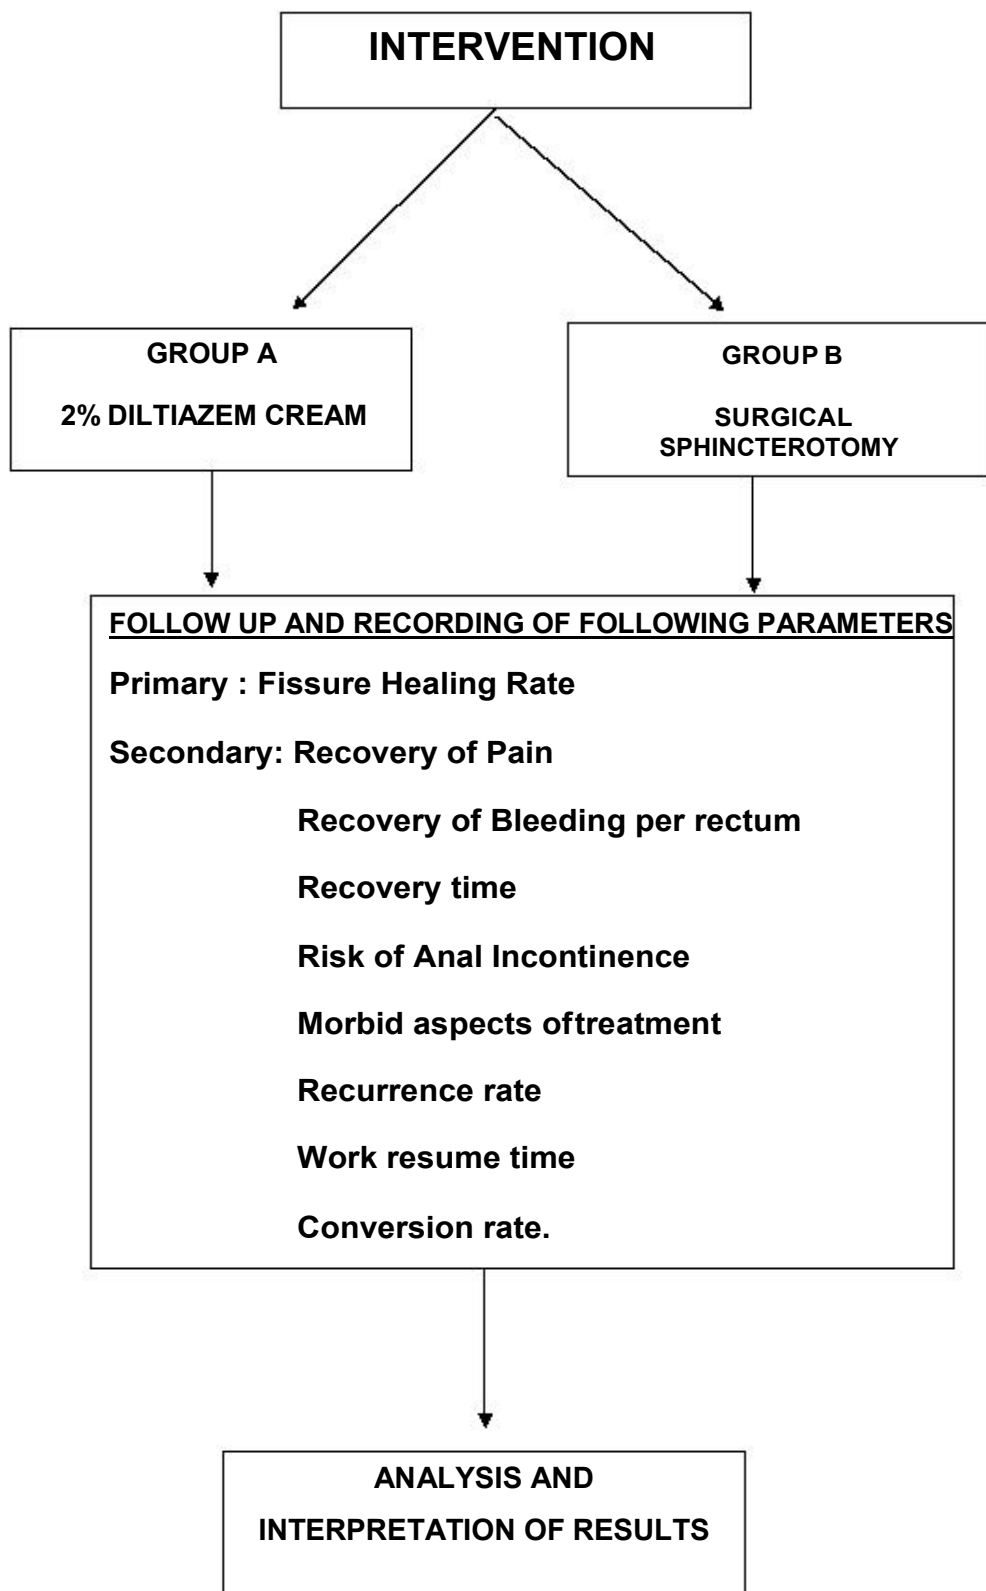 INTERVENTION
GROUP A
2% DILTIAZEM CREAM
GROUP B
SURGICAL
SPHINCTEROTOMY
FOLLOW UP AND RECORDING OF FOLLOWING PARAMETERS
Primary : Fissure Healing Rate
Secondary: Recovery of Pain
Recovery of Bleeding per rectum
Recovery time
Risk of Anal Incontinence
Morbid aspects oftreatment
Recurrence rate
Work resume time
Conversion rate.
ANALYSIS AND
INTERPRETATION OF RESULTS